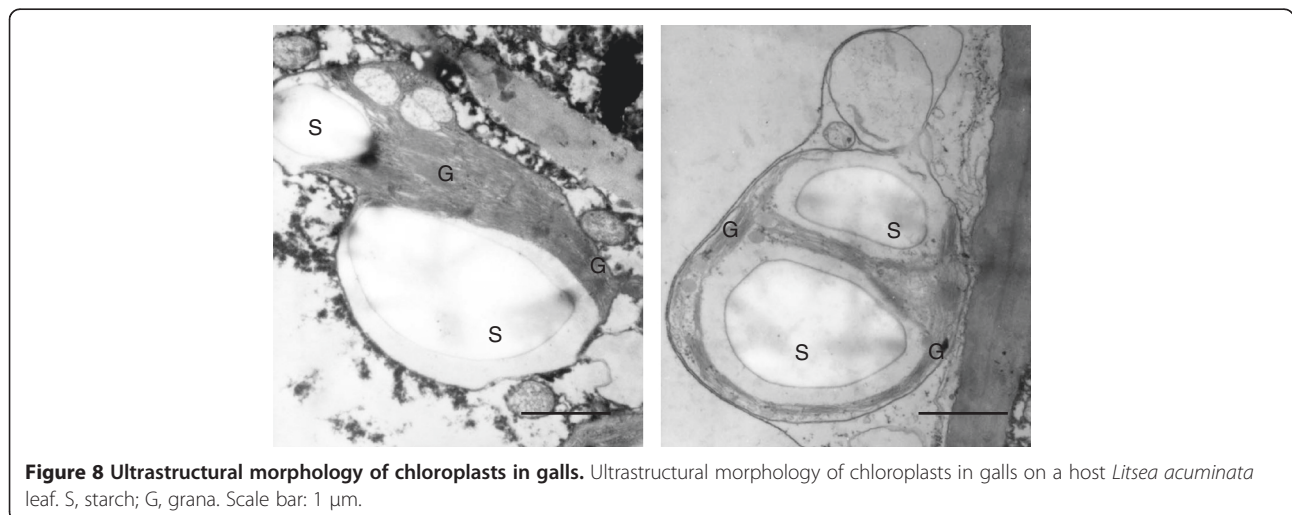 S
G
G
S
G
S
S
G
Figure 8 Ultrastructural morphology of chloroplasts in galls. Ultrastructural morphology of chloroplasts in galls on a host Litsea acuminata
leaf. S, starch; G, grana. Scale bar: 1 μm.